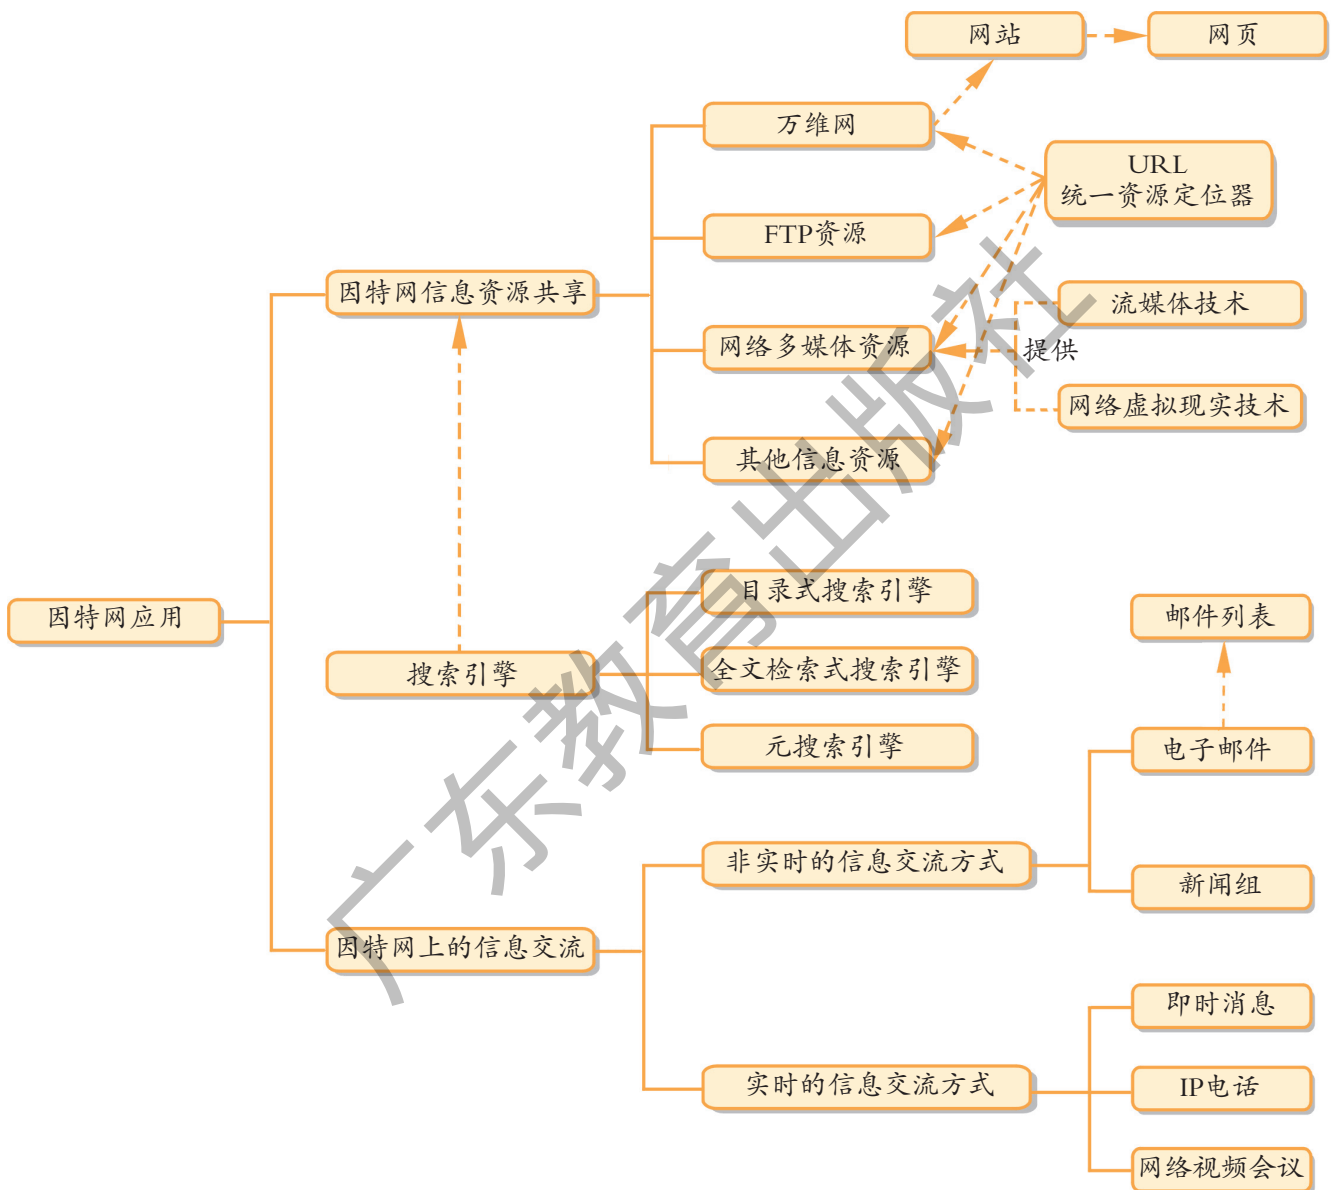 网站
网页
万维网
URL
统一资源定位器
FTP资源
因特网信息资源共享
流媒体技术
网络多媒体资源
提供
网络虚拟现实技术
其他信息资源
因特网应用
搜索引擎
目录式搜索引擎
全文检索式搜索引擎
元搜索引擎
邮件列表
电子邮件
非实时的信息交流方式
新闻组
因特网上的信息交流
即时消息
实时的信息交流方式
IP电话
网络视频会议
广东教育出版社